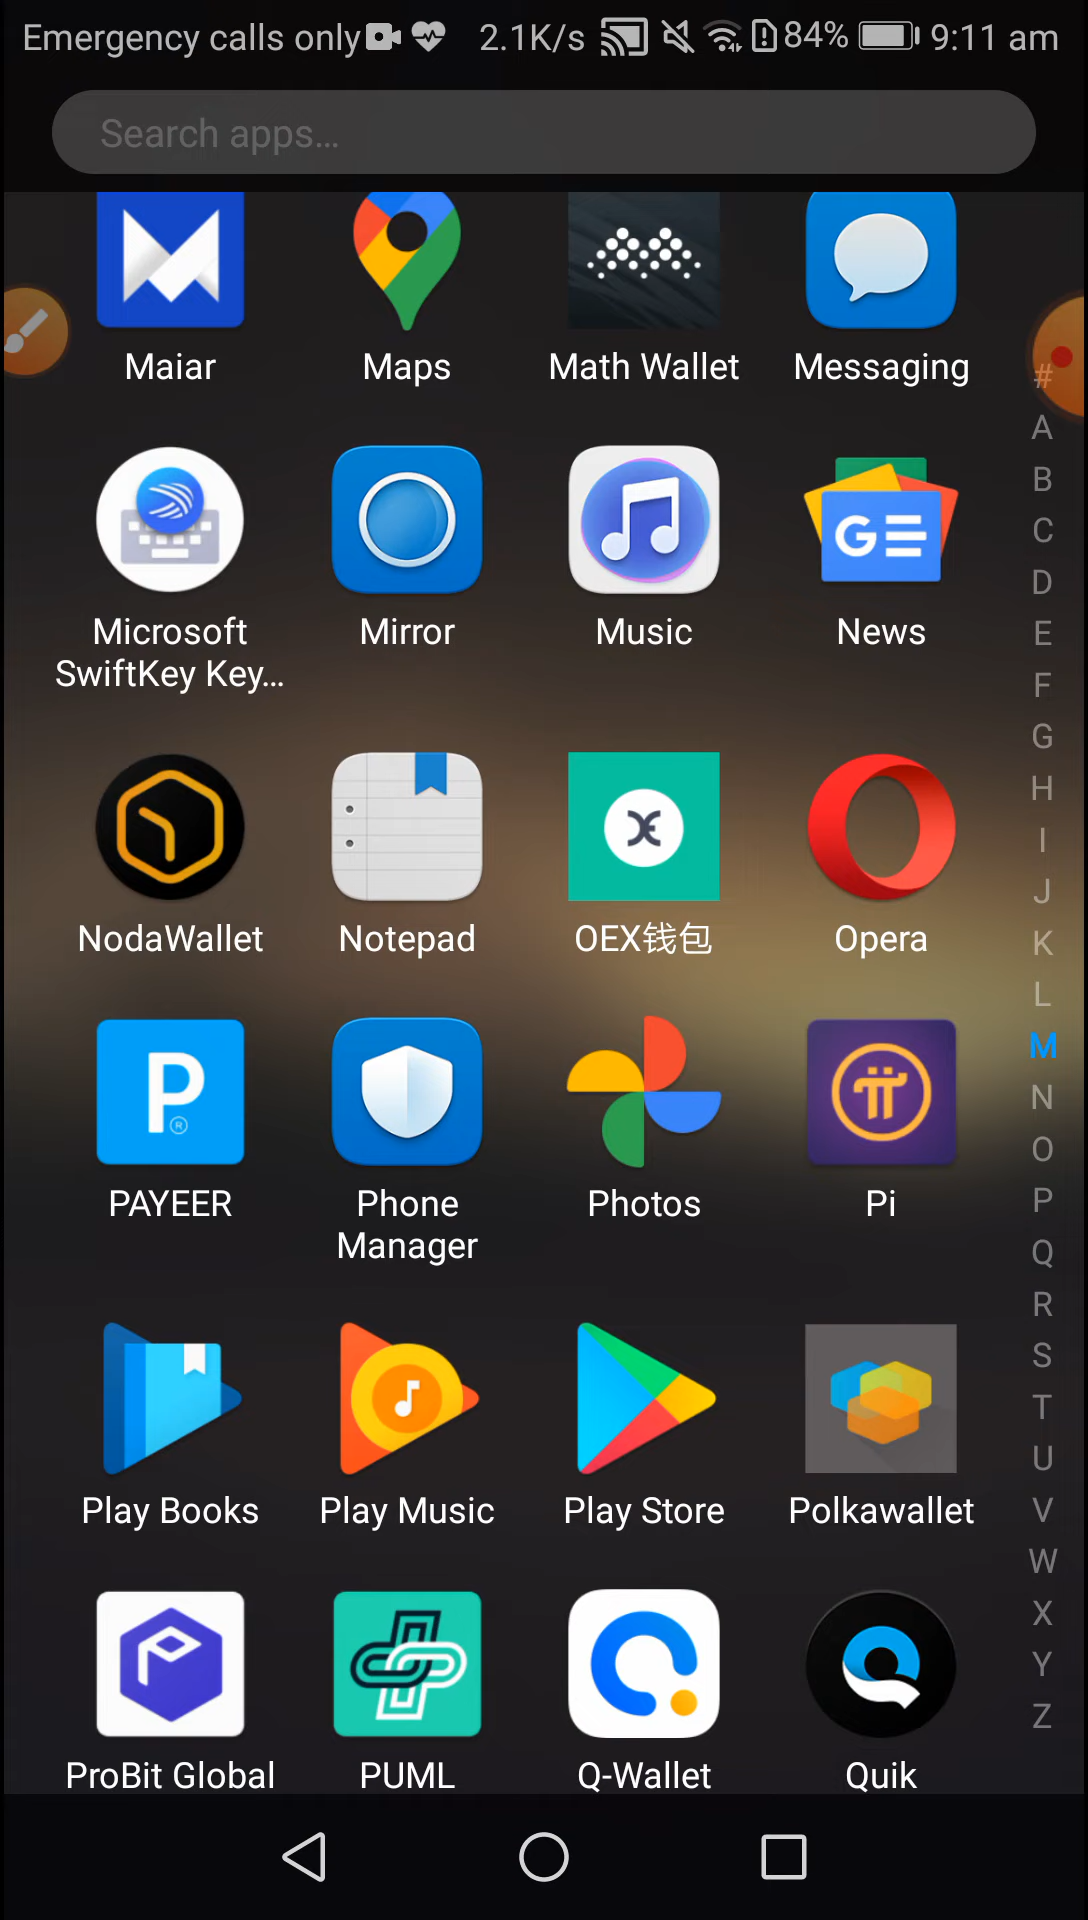 Emergency calls only 2.1K/s 84% 9:11 am
Search apps...
Maiar Maps Math Wallet Messaging
Microsoft SwiftKey Key... Mirror Music GE News
NodaWallet Notepad OEX钱包 Opera
P ® PAYEER Phone Manager Photos Pi
Play Books Play Music Play Store Polkawallet
ProBit Global PUML Q-Wallet Quik
#
A
B
C
D
E
F
G
H
I
J
K
L
M
N
O
P
Q
R
S
T
U
V
W
X
Y
Z